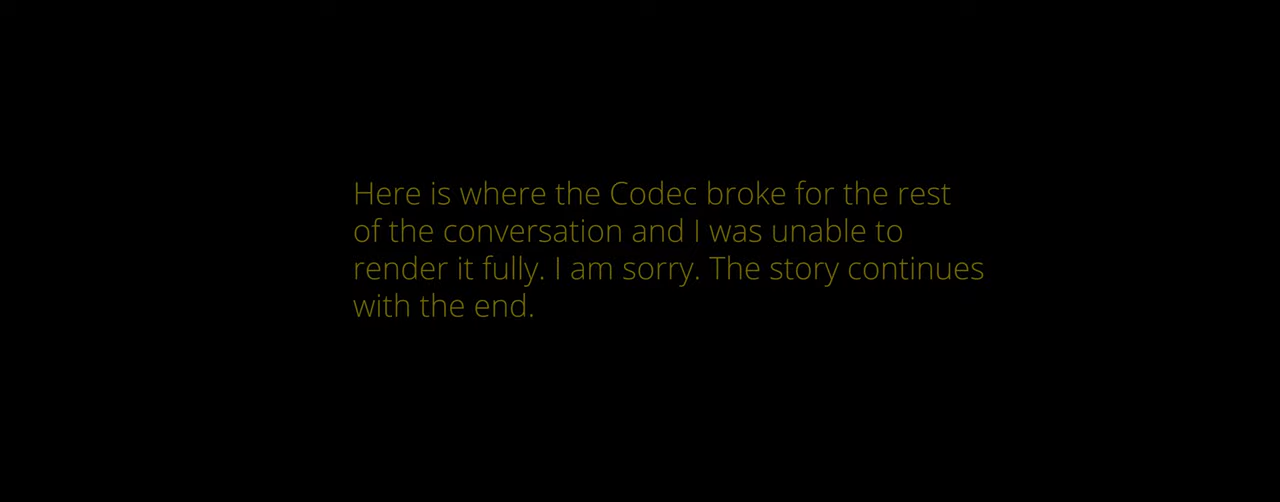 Here is where the Codec broke for the rest
of the conversation and I was unable to
render it fully. I am sorry. The story continues
with the end.